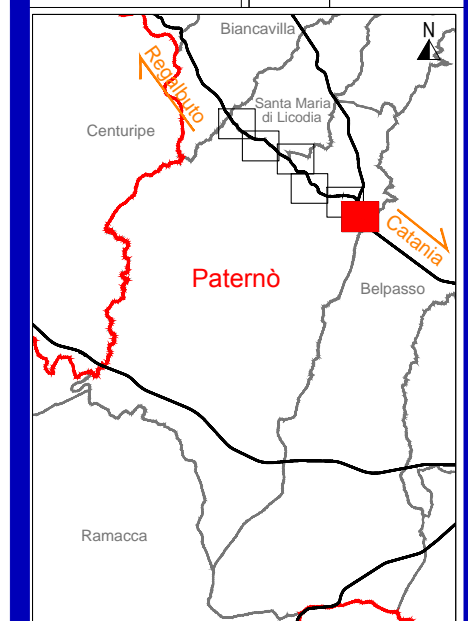 N
Biancavilla
Regalbuto
Santa Maria
di Licodia
Centuripe
Catania
Paternò
Belpasso
Ramacca